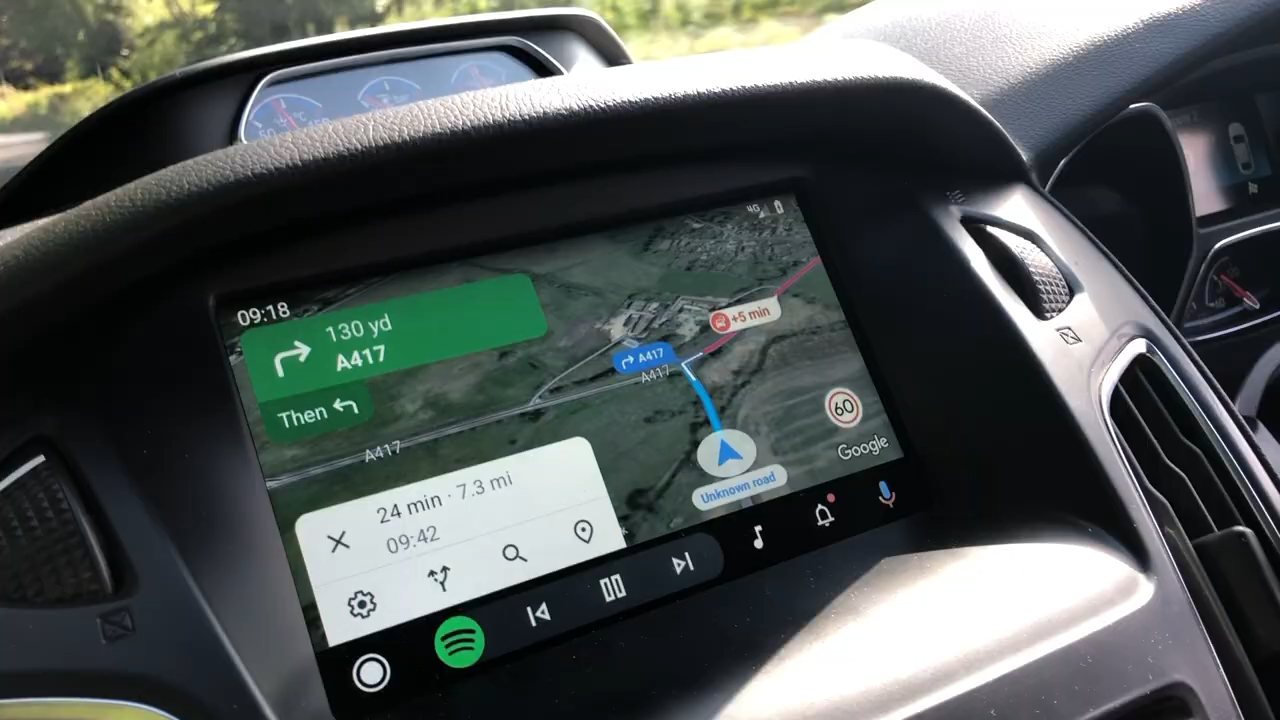 4G
09:18
130 yd
A417
Then
+5 min
A417
A417
A417
60
Google
Unknown road
24 min · 7.3 mi
09:42